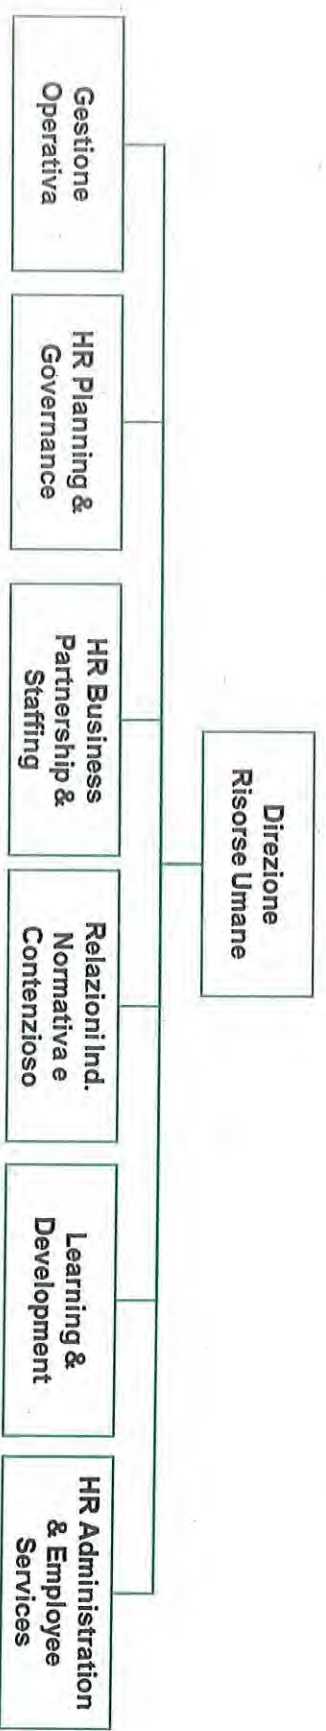 Direzione
Risorse Umane
Gestione
Operativa
HR Planning &
Governance
HR Business
Partnership &
Staffing
Relazioni Ind.
Normativa e
Contenzioso
Learning &
Development
HR Administration
& Employee
Services